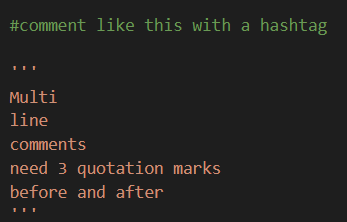 #comment like this with a hashtag
'''
Multi
line
comments
need 3 quotation marks
before and after
'''